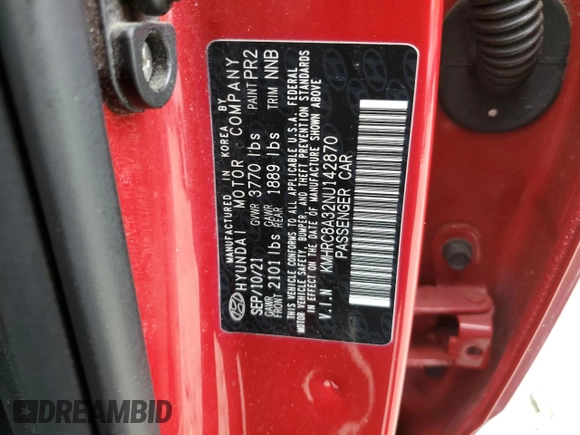 MANUFACTURED IN KOREA BY
HYUNDAI MOTOR COMPANY
SEP/10/21 GVWR 3770 lbs PAINT PR2
GAWR FRONT 2101 lbs GAWR REAR 1889 lbs TRIM NNB
THIS VEHICLE CONFORMS TO ALL APPLICABLE U.S.A. FEDERAL
MOTOR VEHICLE SAFETY, BUMPER, AND THEFT PREVENTION STANDARDS
IN EFFECT ON THE DATE OF MANUFACTURE SHOWN ABOVE
V.I.N KMHRC8A32NU142870
PASSENGER CAR
DREAMBID